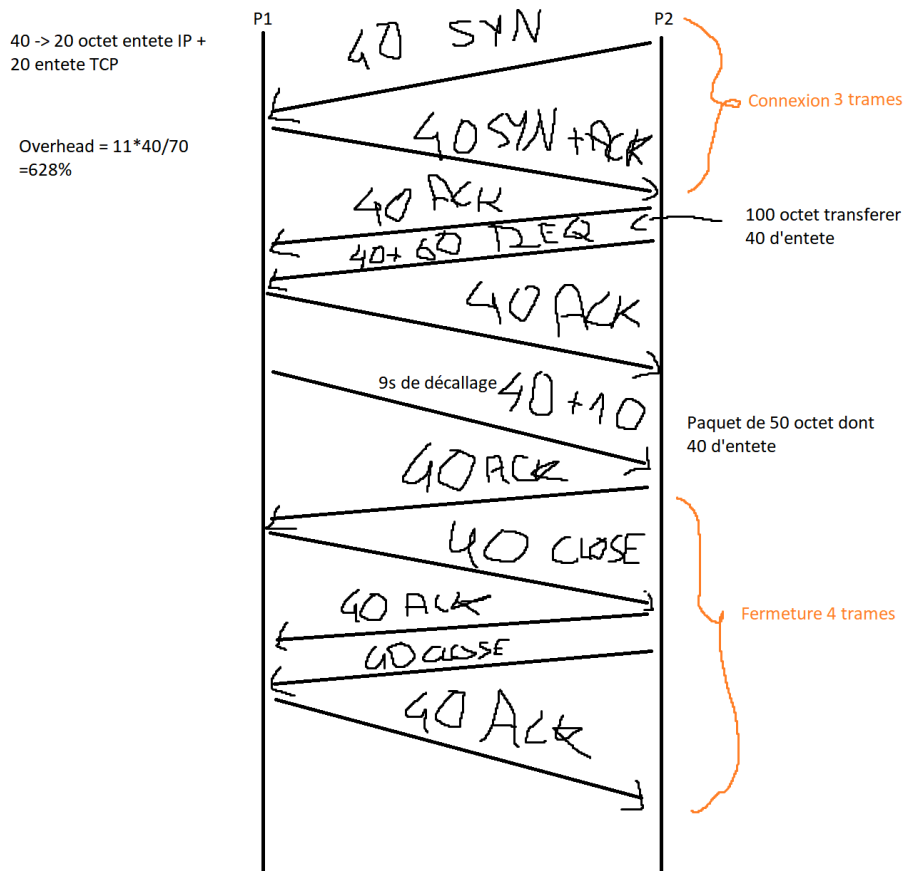 P1
P2
40 -> 20 octet entete IP +
20 entete TCP
40 SYN
Connexion 3 trames
Overhead = 11*40/70
=628%
40 SYN + ACK
40 ACK
100 octet transferer
40 d'entete
40+60 REQ
40 ACK
9s de décallage
40+10
Paquet de 50 octet dont
40 d'entete
40 ACK
40 CLOSE
40 ACK
Fermeture 4 trames
40 CLOSE
40 ACK